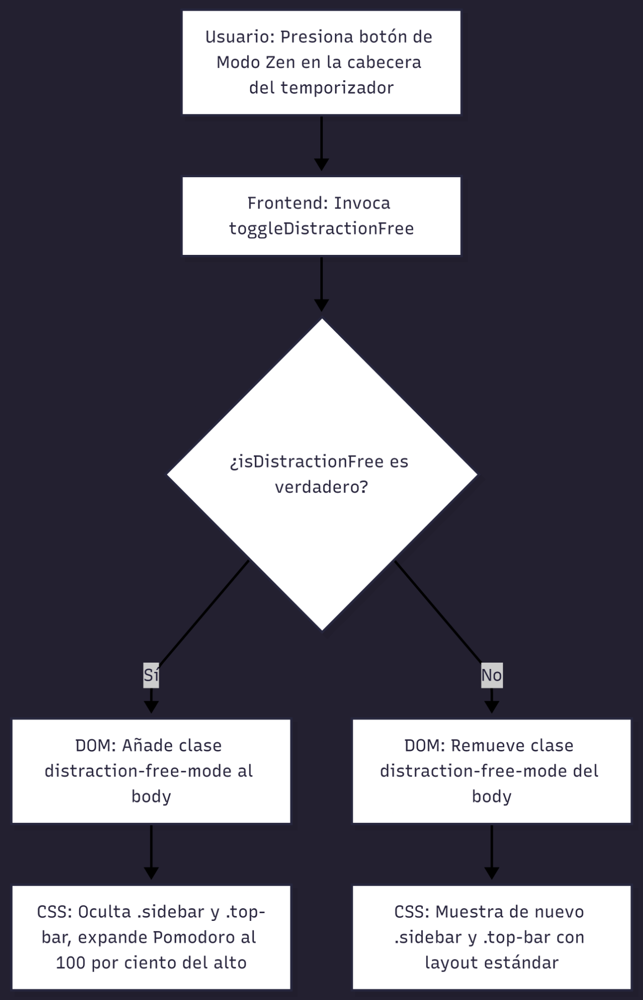 Usuario: Presiona botón de
Modo Zen en la cabecera
del temporizador
Frontend: Invoca
toggleDistractionFree
¿isDistractionFree es
verdadero?
Sí
No
DOM: Añade clase
distraction-free-mode al
body
DOM: Remueve clase
distraction-free-mode del
body
CSS: Oculta .sidebar y .top-
bar, expande Pomodoro al
100 por ciento del alto
CSS: Muestra de nuevo
.sidebar y .top-bar con
layout estándar